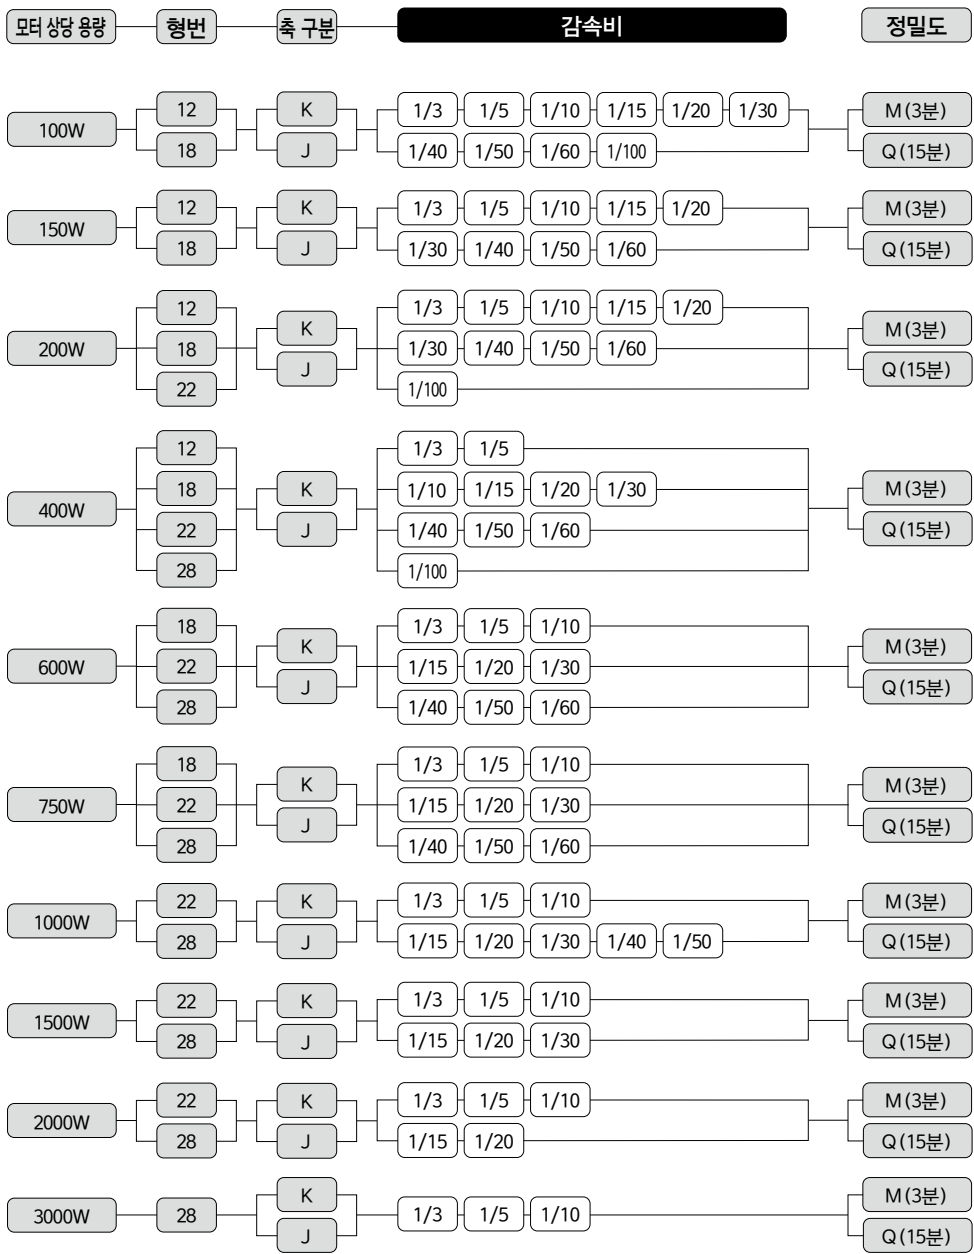 모터 상당 용량 형번 축 구분 감속비 정밀도
12 K 1/3 1/5 1/10 1/15 1/20 1/30 M(3분)
100W
18 J 1/40 1/50 1/60 1/100 Q(15분)
12 K 1/3 1/5 1/10 1/15 1/20 M(3분)
150W
18 J 1/30 1/40 1/50 1/60 Q(15분)
12 1/3 1/5 1/10 1/15 1/20
K M(3분)
200W 18 1/30 1/40 1/50 1/60
J Q(15분)
22 1/100
12 1/3 1/5
18 K 1/10 1/15 1/20 1/30 M(3분)
400W
22 J 1/40 1/50 1/60 Q(15분)
28 1/100
18 1/3 1/5 1/10
K M(3분)
600W 22 1/15 1/20 1/30
J Q(15분)
28 1/40 1/50 1/60
18 1/3 1/5 1/10
K M(3분)
750W 22 1/15 1/20 1/30
J Q(15분)
28 1/40 1/50 1/60
22 K 1/3 1/5 1/10 M(3분)
1000W
28 J 1/15 1/20 1/30 1/40 1/50 Q(15분)
22 K 1/3 1/5 1/10 M(3분)
1500W
28 J 1/15 1/20 1/30 Q(15분)
22 K 1/3 1/5 1/10 M(3분)
2000W
28 J 1/15 1/20 Q(15분)
K M(3분)
3000W 28 1/3 1/5 1/10
J Q(15분)